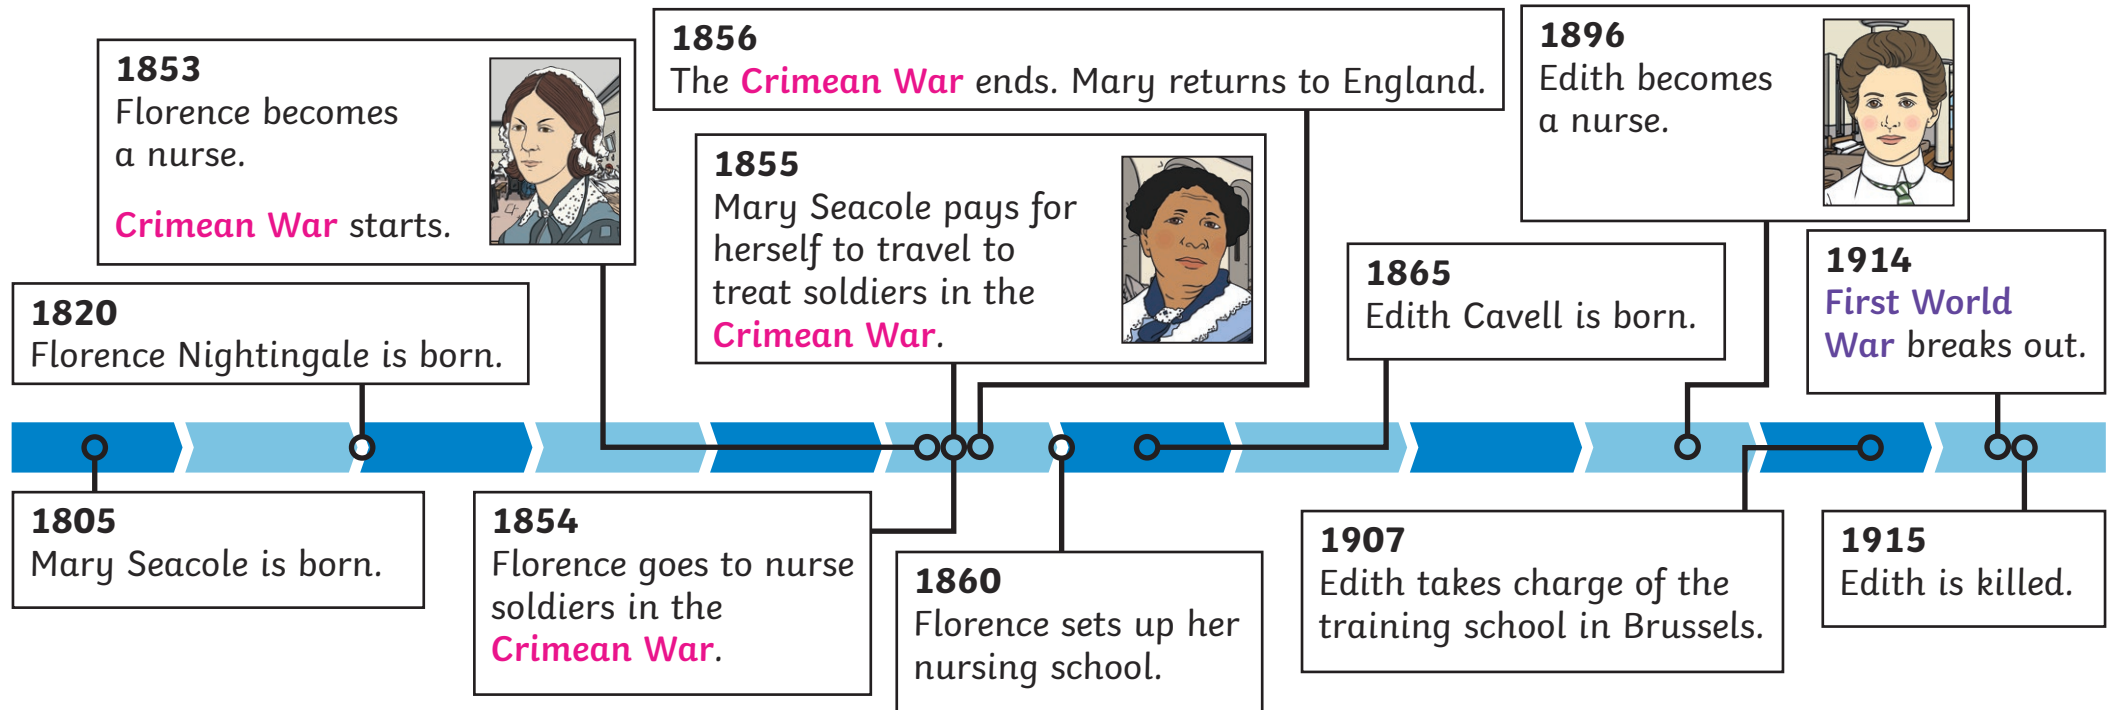 1853
Florence becomes
a nurse.
Crimean War starts.
1856
The Crimean War ends. Mary returns to England.
1896
Edith becomes
a nurse.
1855
Mary Seacole pays for
herself to travel to
treat soldiers in the
Crimean War.
1914
First World
War breaks out.
1865
Edith Cavell is born.
1820
Florence Nightingale is born.
1805
Mary Seacole is born.
1854
Florence goes to nurse
soldiers in the
Crimean War.
1860
Florence sets up her
nursing school.
1907
Edith takes charge of the
training school in Brussels.
1915
Edith is killed.